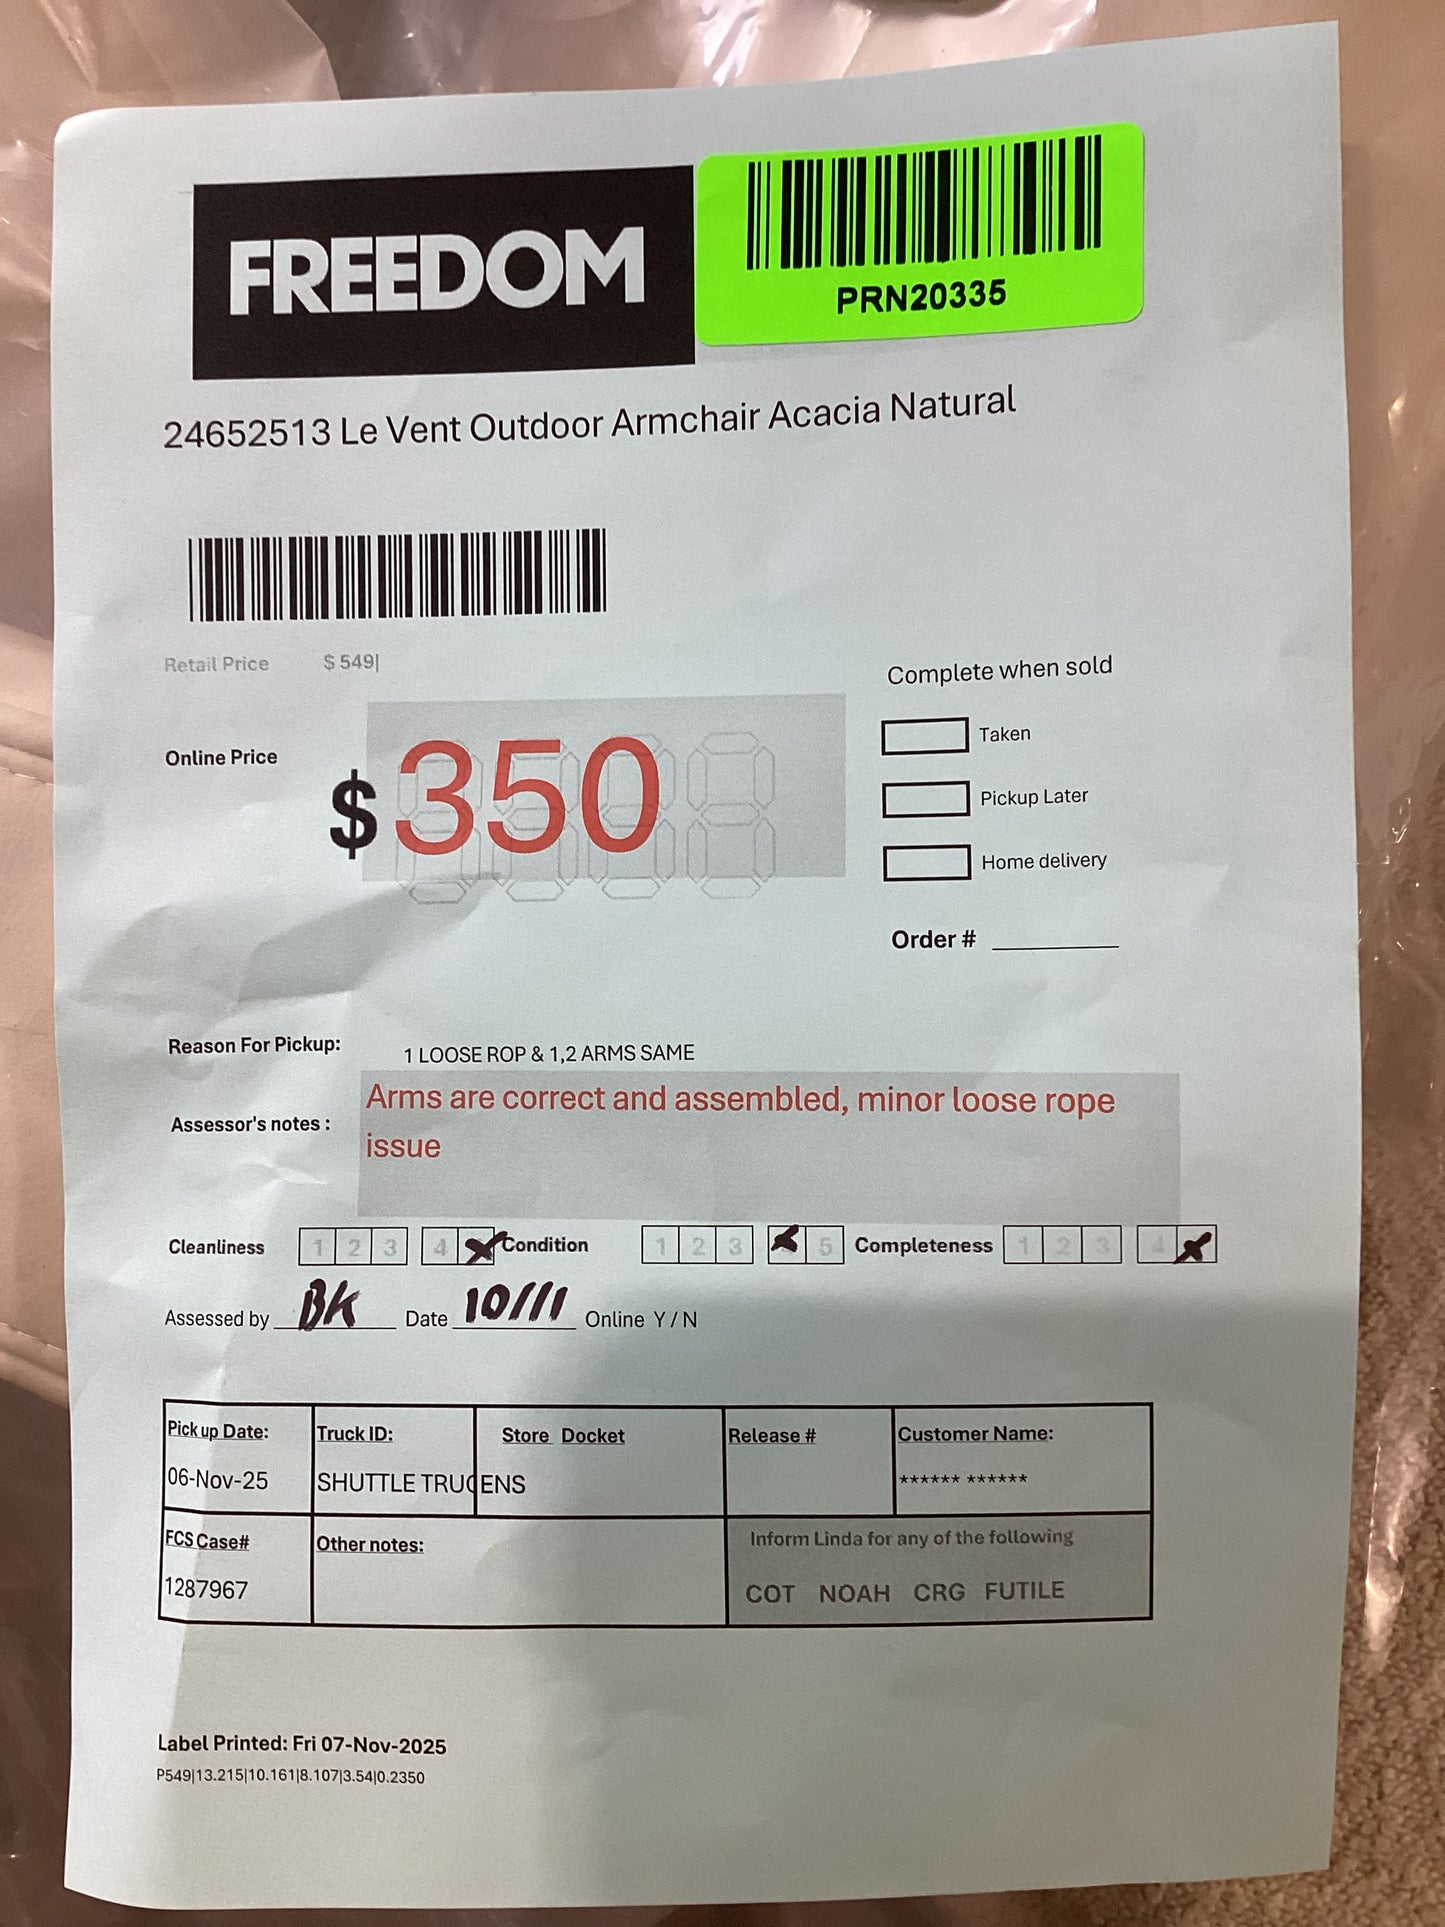 FREEDOM
PRN20335
24652513 Le Vent Outdoor Armchair Acacia Natural
Retail Price $ 549|
Complete when sold
Online Price $ 350
Taken
Pickup Later
Home delivery
Order #
Reason For Pickup: 1 LOOSE ROP & 1,2 ARMS SAME
Assessor's notes : Arms are correct and assembled, minor loose rope
issue
Cleanliness 1 2 3 4 Condition 1 2 3 5 Completeness 1 2 3 4
Assessed by BK Date 10/11 Online Y / N
Pick up Date: Truck ID: Store Docket Release # Customer Name:
06-Nov-25 SHUTTLE TRUC ENS ****** ******
FCS Case# Other notes: Inform Linda for any of the following
1287967 COT NOAH CRG FUTILE
Label Printed: Fri 07-Nov-2025
P549|13.215|10.161|8.107|3.54|0.2350